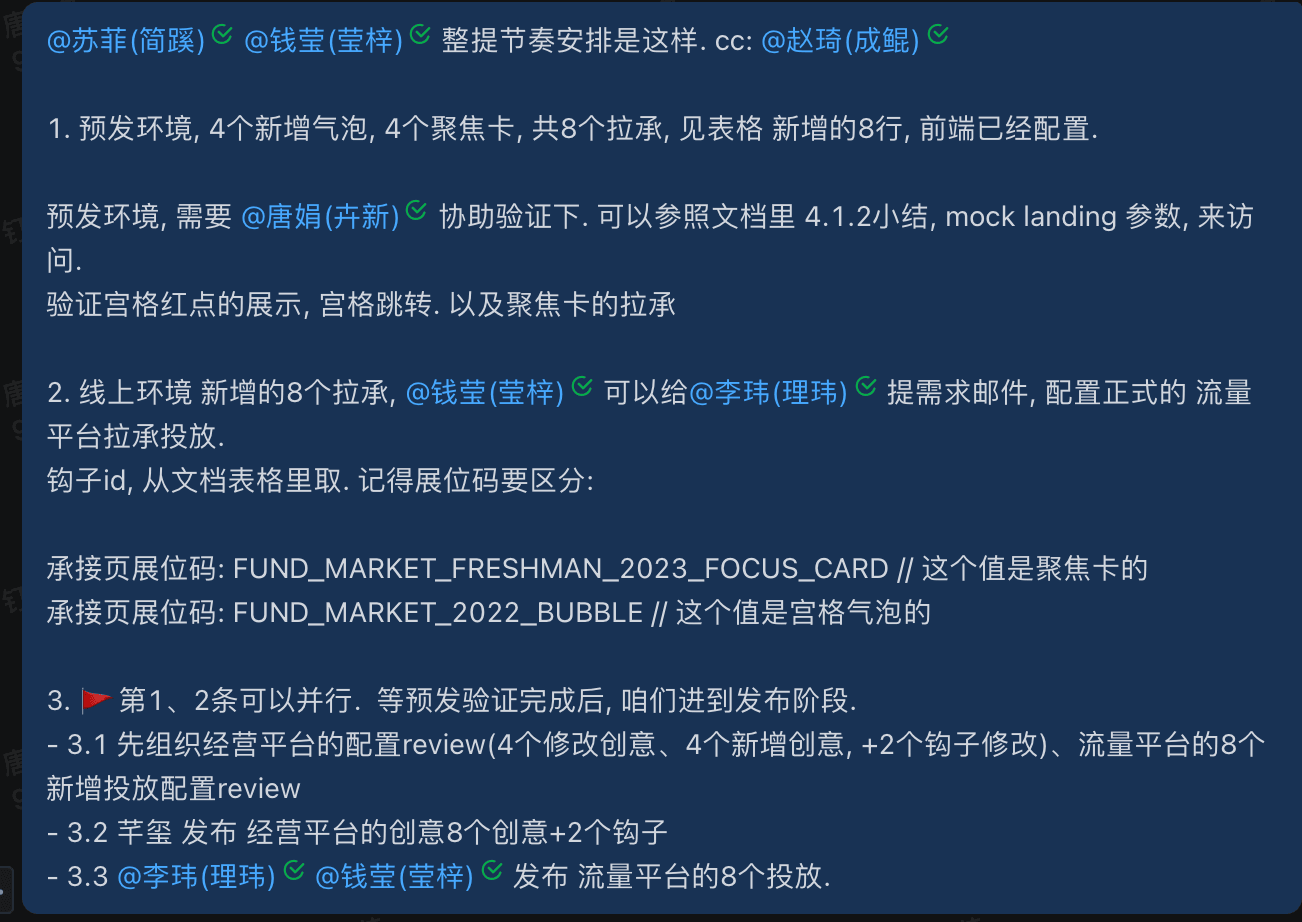 @苏菲(简蹊) @钱莹(莹梓) 整提节奏安排是这样. cc: @赵琦(成鲲)
1. 预发环境, 4个新增气泡, 4个聚焦卡, 共8个拉承, 见表格 新增的8行, 前端已经配置.
预发环境, 需要 @唐娟(卉新) 协助验证下. 可以参照文档里 4.1.2小结, mock landing 参数, 来访
问.
验证宫格红点的展示, 宫格跳转. 以及聚焦卡的拉承
2. 线上环境 新增的8个拉承, @钱莹(莹梓) 可以给@李玮(理玮) 提需求邮件, 配置正式的 流量
平台拉承投放.
钩子id, 从文档表格里取. 记得展位码要区分:
承接页展位码: FUND_MARKET_FRESHMAN_2023_FOCUS_CARD // 这个值是聚焦卡的
承接页展位码: FUND_MARKET_2022_BUBBLE // 这个值是宫格气泡的
3. 🚩 第1、2条可以并行. 等预发验证完成后, 咱们进到发布阶段.
- 3.1 先组织经营平台的配置review(4个修改创意、4个新增创意, +2个钩子修改)、流量平台的8个
新增投放配置review
- 3.2 芊玺 发布 经营平台的创意8个创意+2个钩子
- 3.3 @李玮(理玮) @钱莹(莹梓) 发布 流量平台的8个投放.